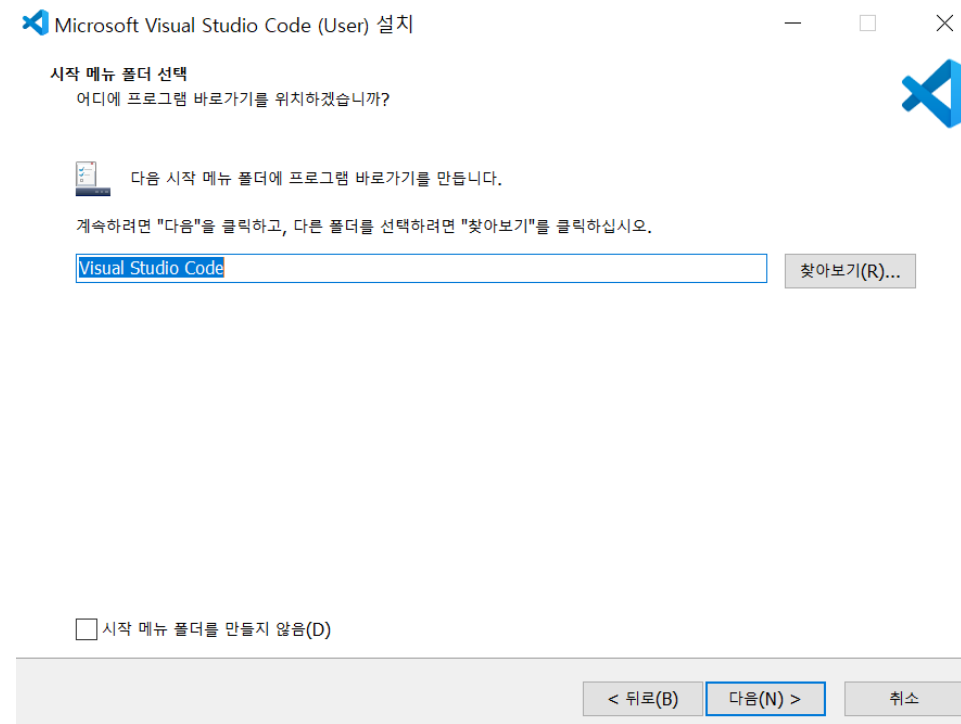 Microsoft Visual Studio Code (User) 설치
시작 메뉴 폴더 선택
어디에 프로그램 바로가기를 위치하겠습니까?
다음 시작 메뉴 폴더에 프로그램 바로가기를 만듭니다.
계속하려면 "다음"을 클릭하고, 다른 폴더를 선택하려면 "찾아보기"를 클릭하십시오.
Visual Studio Code
찾아보기(R)...
시작 메뉴 폴더를 만들지 않음(D)
< 뒤로(B)
다음(N) >
취소